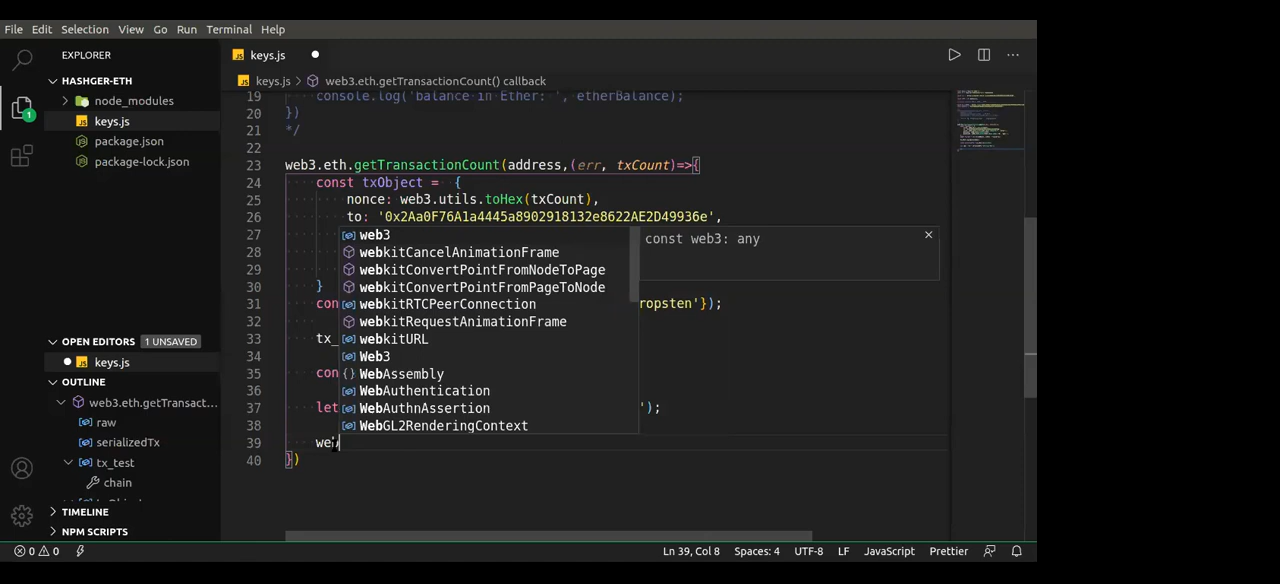 File Edit Selection View Go Run Terminal Help
EXPLORER
HASHGER-ETH
node_modules
keys.js
package.json
package-lock.json
OPEN EDITORS 1 UNSAVED
keys.js
OUTLINE
web3.eth.getTransact...
raw
serializedTx
tx_test
chain
TIMELINE
NPM SCRIPTS
1
JS keys.js
JS keys.js > web3.eth.getTransactionCount() callback
19 console.log('balance in Ether: ', etherBalance);
20 })
21 */
22
23 web3.eth.getTransactionCount(address,(err, txCount)=>{
24 const txObject = {
25 nonce: web3.utils.toHex(txCount),
26 to: '0x2Aa0F76A1a4445a8902918132e8622AE2D49936e',
27
28
29
30 }
31 con ropsten'});
32
33 tx_
34
35 con
36
37 let ');
38
39 we
40 })
web3
webkitCancelAnimationFrame
webkitConvertPointFromNodeToPage
webkitConvertPointFromPageToNode
webkitRTCPeerConnection
webkitRequestAnimationFrame
webkitURL
Web3
WebAssembly
WebAuthentication
WebAuthnAssertion
WebGL2RenderingContext
const web3: any
0 0 Ln 39, Col 8 Spaces: 4 UTF-8 LF JavaScript Prettier